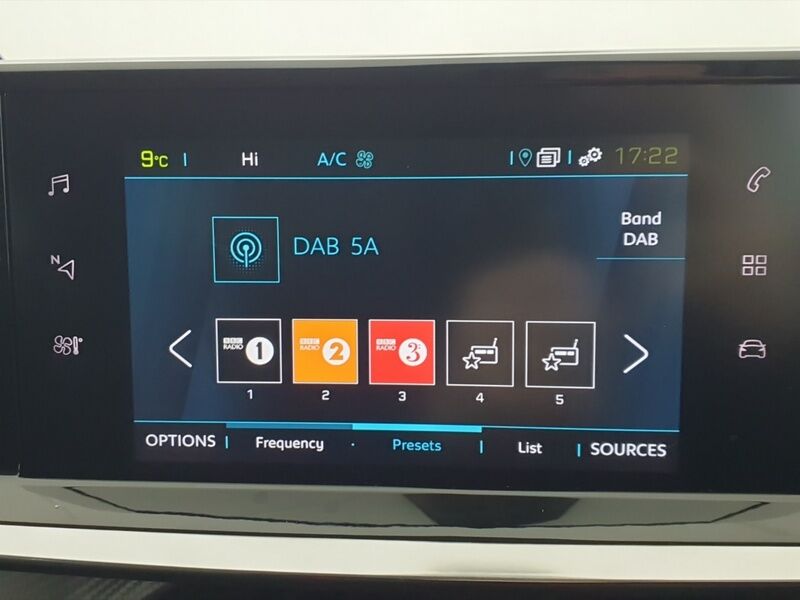 9°C Hi A/C 17:22
DAB 5A
Band
DAB
N
BBC RADIO 1
BBC RADIO 2
BBC RADIO 3
1 2 3 4 5
OPTIONS Frequency · Presets List SOURCES